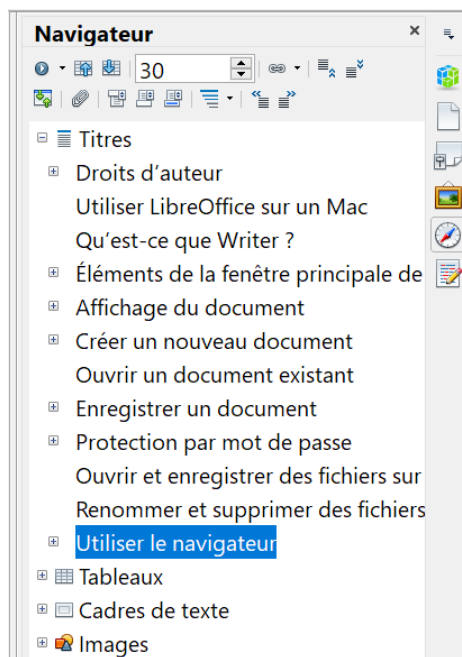 Navigateur
30
Titres
Droits d'auteur
Utiliser LibreOffice sur un Mac
Qu'est-ce que Writer ?
Éléments de la fenêtre principale de
Affichage du document
Créer un nouveau document
Ouvrir un document existant
Enregistrer un document
Protection par mot de passe
Ouvrir et enregistrer des fichiers sur
Renommer et supprimer des fichiers
Utiliser le navigateur
Tableaux
Cadres de texte
Images